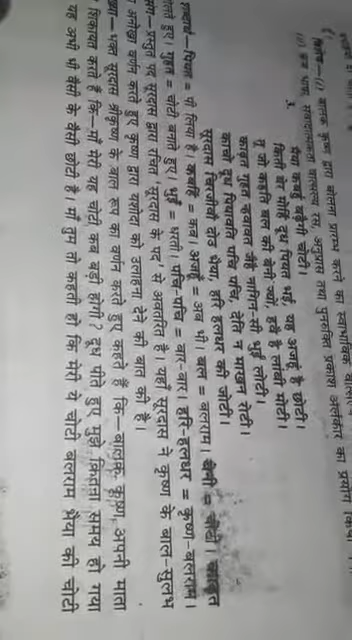 विशेष—(i) बालक कृष्ण द्वारा बोलना प्रारम्भ करने का स्वाभाविक
(ii) ब्रज भाषा, वात्सल्य रस, अनुप्रास तथा पुनरुक्ति प्रकाश अलंकार का प्रयोग किया
3.
मैया कबहिं बढ़ैगी चोटी।
किती बेर मोहि दूध पियत भई, यह अजहूँ है छोटी।
तू जो कहति बल की बेनी ज्यौं, ह्वै है लांबी मोटी।
काढ़त गुहत न्हवावत जैहै नागिन-सी भुईं लोटी।
काचो दूध पियावति पचि पचि, देति न माखन रोटी।
सूरदास चिरजीवौ दोउ भैया, हरि हलधर की जोटी।
शब्दार्थ—पियत = पी लिया है। कबहिं = कब। अजहूँ = अब भी। बल = बलराम। बेनी = चोटी। काढ़त
गुहत = चोटी बनाते हुए। भुईं = धरती। पचि-पचि = बार-बार। हरि-हलधर = कृष्ण-बलराम।
प्रस्तुत पद सूरदास द्वारा रचित 'सूरदास के पद' से अवतरित है। यहाँ सूरदास ने कृष्ण के बाल-सुलभ
अनोखा वर्णन करते हुए कृष्ण द्वारा यशोदा को उलाहना देने की बात की है।
भक्त सूरदास श्रीकृष्ण के बाल रूप का वर्णन करते हुए कहते हैं कि—बालक कृष्ण अपनी माता
शिकायत करते हैं कि—माँ मेरी यह चोटी कब बड़ी होगी? दूध पीते हुए मुझे कितना समय हो गया
यह अभी भी वैसी के वैसी छोटी है। माँ तुम तो कहती हो कि मेरी ये चोटी बलराम भैया की चोटी